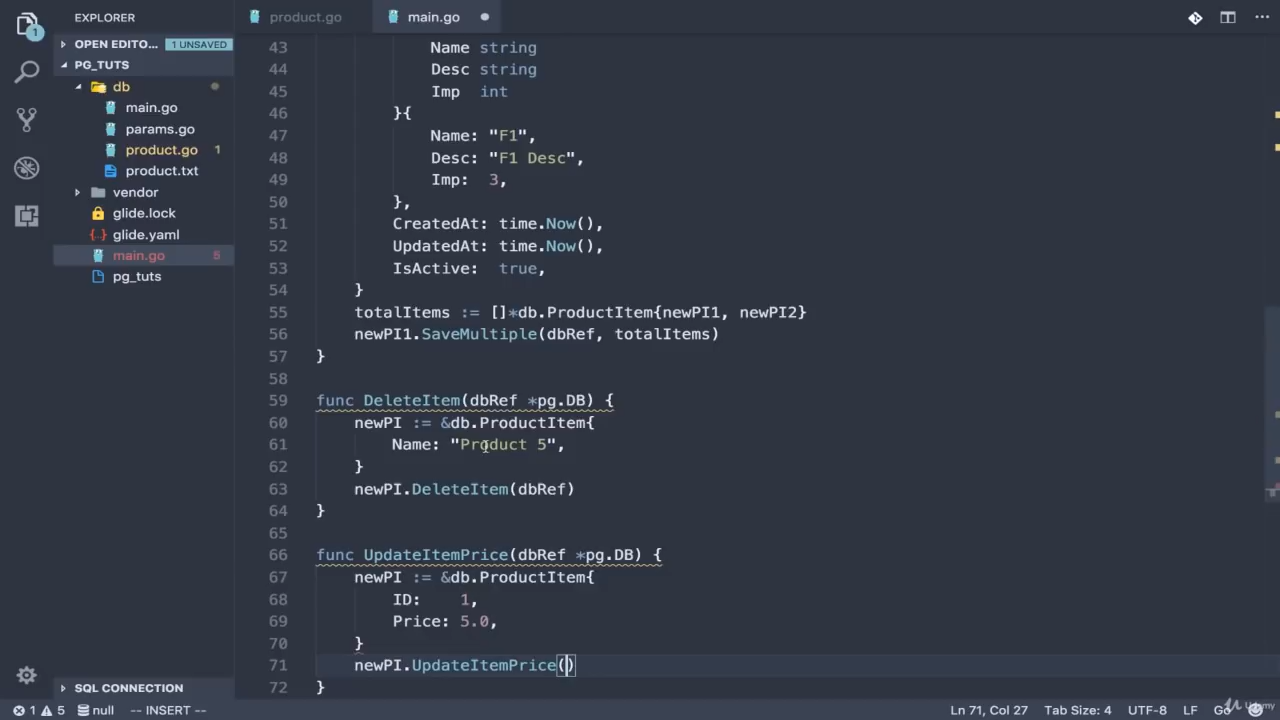 EXPLORER
product.go
main.go
OPEN EDITO... 1 UNSAVED
PG_TUTS
db
main.go
params.go
product.go 1
product.txt
vendor
glide.lock
glide.yaml
main.go 5
pg_tuts
SQL CONNECTION
43 Name string
44 Desc string
45 Imp int
46 }{
47 Name: "F1",
48 Desc: "F1 Desc",
49 Imp: 3,
50 },
51 CreatedAt: time.Now(),
52 UpdatedAt: time.Now(),
53 IsActive: true,
54 }
55 totalItems := []*db.ProductItem{newPI1, newPI2}
56 newPI1.SaveMultiple(dbRef, totalItems)
57 }
58
59 func DeleteItem(dbRef *pg.DB) {
60 newPI := &db.ProductItem{
61 Name: "Product 5",
62 }
63 newPI.DeleteItem(dbRef)
64 }
65
66 func UpdateItemPrice(dbRef *pg.DB) {
67 newPI := &db.ProductItem{
68 ID: 1,
69 Price: 5.0,
70 }
71 newPI.UpdateItemPrice()
72 }
1 5 null -- INSERT -- Ln 71, Col 27 Tab Size: 4 UTF-8 LF Go
Udemy